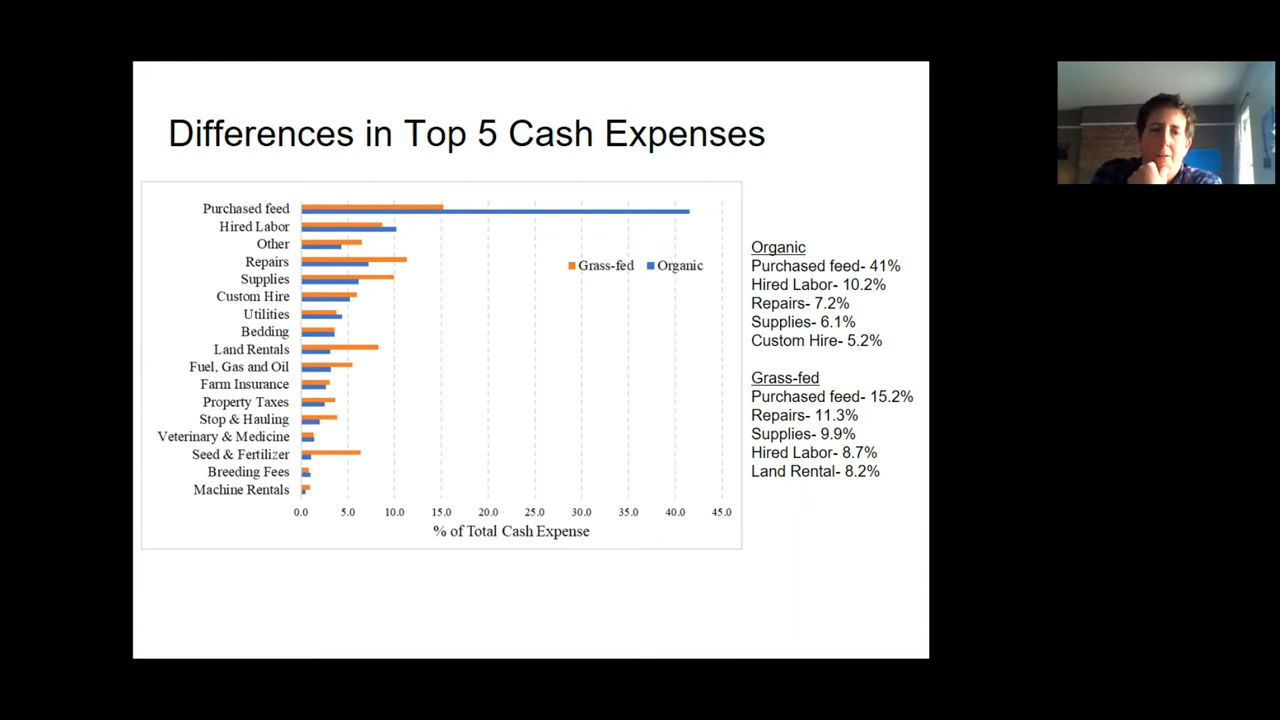 Differences in Top 5 Cash Expenses
Purchased feed
Hired Labor
Other
Repairs
Supplies
Custom Hire
Utilities
Bedding
Land Rentals
Fuel, Gas and Oil
Farm Insurance
Property Taxes
Stop & Hauling
Veterinary & Medicine
Seed & Fertilizer
Breeding Fees
Machine Rentals
0.0 5.0 10.0 15.0 20.0 25.0 30.0 35.0 40.0 45.0
% of Total Cash Expense
Grass-fed Organic
Organic
Purchased feed- 41%
Hired Labor- 10.2%
Repairs- 7.2%
Supplies- 6.1%
Custom Hire- 5.2%
Grass-fed
Purchased feed- 15.2%
Repairs- 11.3%
Supplies- 9.9%
Hired Labor- 8.7%
Land Rental- 8.2%